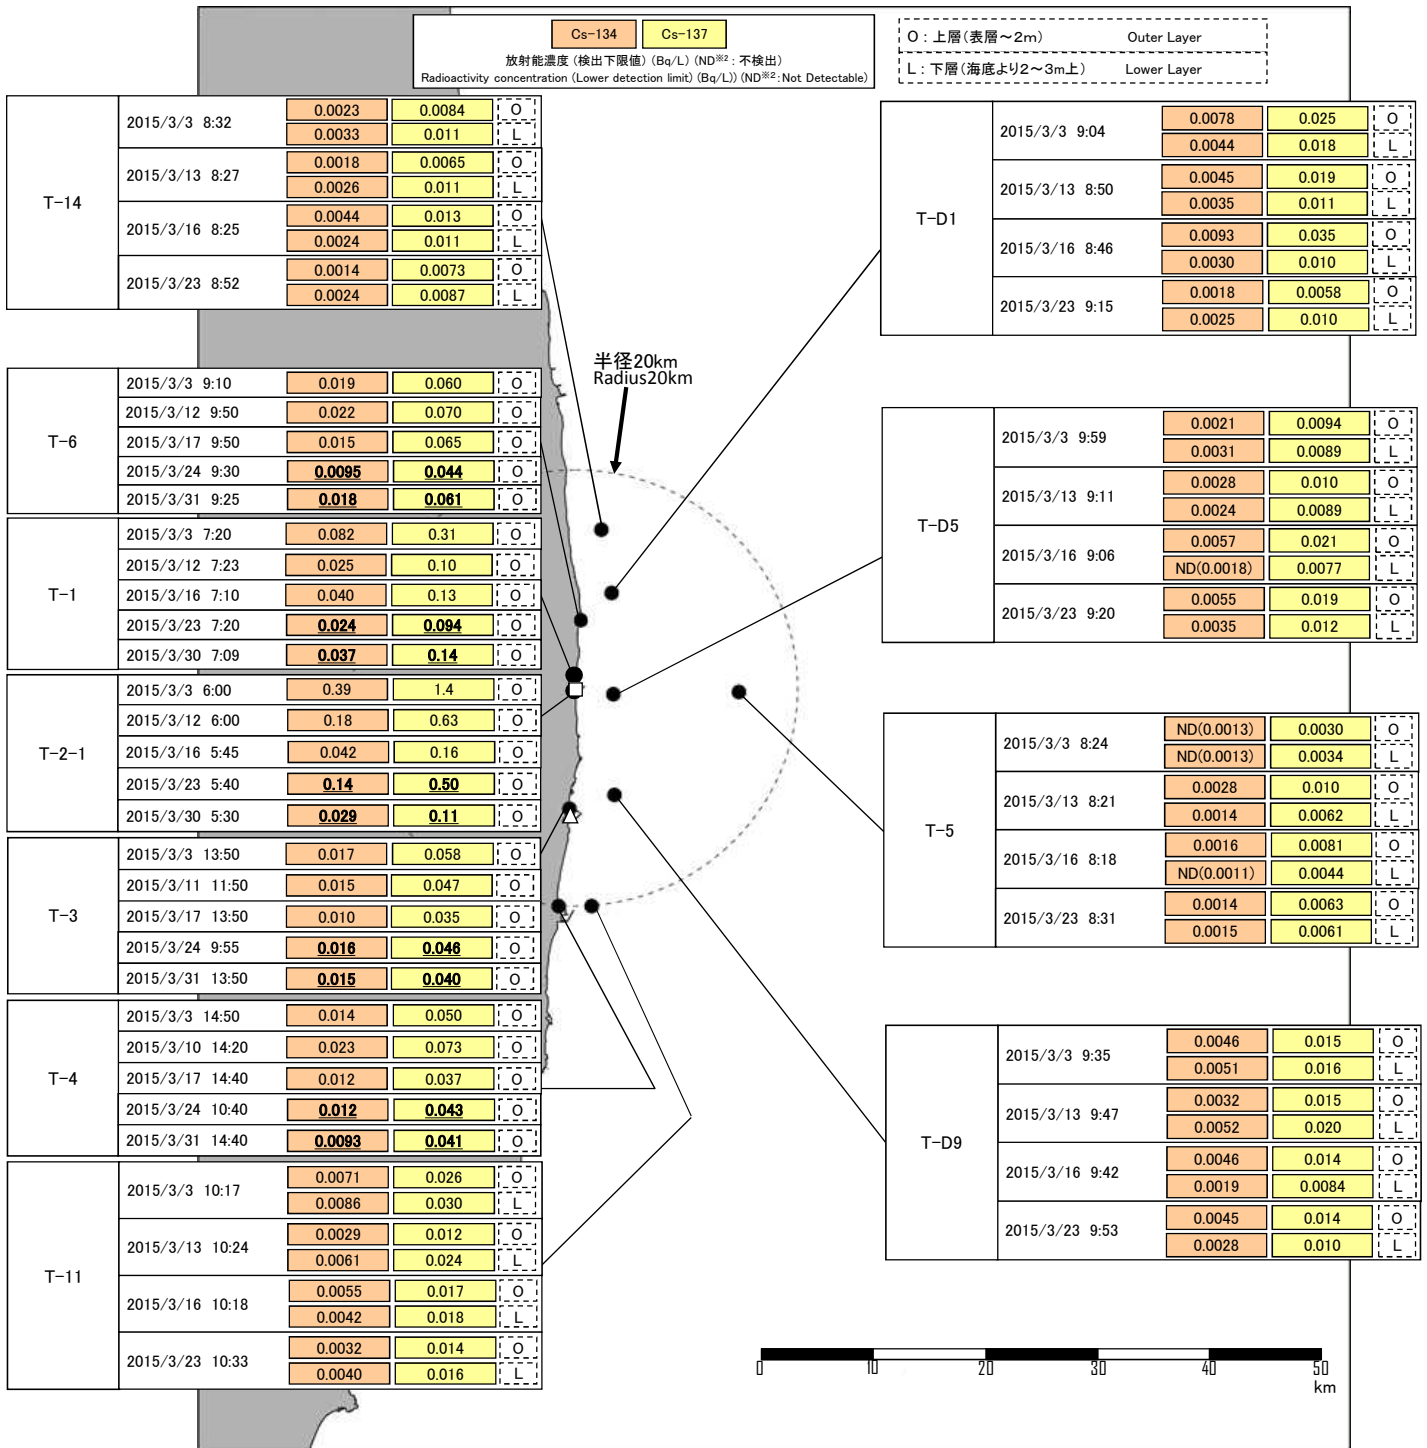 Cs-134 Cs-137
放射能濃度 (検出下限値) (Bq/L) (ND※2 : 不検出)
Radioactivity concentration (Lower detection limit) (Bq/L)) (ND※2:Not Detectable)
O : 上層(表層～2m) Outer Layer
L : 下層(海底より2～3m上) Lower Layer
T-14
2015/3/3 8:32
0.0023 0.0084 O
0.0033 0.011 L
2015/3/13 8:27
0.0018 0.0065 O
0.0026 0.011 L
2015/3/16 8:25
0.0044 0.013 O
0.0024 0.011 L
2015/3/23 8:52
0.0014 0.0073 O
0.0024 0.0087 L
T-6
2015/3/3 9:10 0.019 0.060 O
2015/3/12 9:50 0.022 0.070 O
2015/3/17 9:50 0.015 0.065 O
2015/3/24 9:30 0.0095 0.044 O
2015/3/31 9:25 0.018 0.061 O
T-1
2015/3/3 7:20 0.082 0.31 O
2015/3/12 7:23 0.025 0.10 O
2015/3/16 7:10 0.040 0.13 O
2015/3/23 7:20 0.024 0.094 O
2015/3/30 7:09 0.037 0.14 O
T-2-1
2015/3/3 6:00 0.39 1.4 O
2015/3/12 6:00 0.18 0.63 O
2015/3/16 5:45 0.042 0.16 O
2015/3/23 5:40 0.14 0.50 O
2015/3/30 5:30 0.029 0.11 O
T-3
2015/3/3 13:50 0.017 0.058 O
2015/3/11 11:50 0.015 0.047 O
2015/3/17 13:50 0.010 0.035 O
2015/3/24 9:55 0.016 0.046 O
2015/3/31 13:50 0.015 0.040 O
T-4
2015/3/3 14:50 0.014 0.050 O
2015/3/10 14:20 0.023 0.073 O
2015/3/17 14:40 0.012 0.037 O
2015/3/24 10:40 0.012 0.043 O
2015/3/31 14:40 0.0093 0.041 O
T-11
2015/3/3 10:17
0.0071 0.026 O
0.0086 0.030 L
2015/3/13 10:24
0.0029 0.012 O
0.0061 0.024 L
2015/3/16 10:18
0.0055 0.017 O
0.0042 0.018 L
2015/3/23 10:33
0.0032 0.014 O
0.0040 0.016 L
半径20km
Radius20km
T-D1
2015/3/3 9:04
0.0078 0.025 O
0.0044 0.018 L
2015/3/13 8:50
0.0045 0.019 O
0.0035 0.011 L
2015/3/16 8:46
0.0093 0.035 O
0.0030 0.010 L
2015/3/23 9:15
0.0018 0.0058 O
0.0025 0.010 L
T-D5
2015/3/3 9:59
0.0021 0.0094 O
0.0031 0.0089 L
2015/3/13 9:11
0.0028 0.010 O
0.0024 0.0089 L
2015/3/16 9:06
0.0057 0.021 O
ND(0.0018) 0.0077 L
2015/3/23 9:20
0.0055 0.019 O
0.0035 0.012 L
T-5
2015/3/3 8:24
ND(0.0013) 0.0030 O
ND(0.0013) 0.0034 L
2015/3/13 8:21
0.0028 0.010 O
0.0014 0.0062 L
2015/3/16 8:18
0.0016 0.0081 O
ND(0.0011) 0.0044 L
2015/3/23 8:31
0.0014 0.0063 O
0.0015 0.0061 L
T-D9
2015/3/3 9:35
0.0046 0.015 O
0.0051 0.016 L
2015/3/13 9:47
0.0032 0.015 O
0.0052 0.020 L
2015/3/16 9:42
0.0046 0.014 O
0.0019 0.0084 L
2015/3/23 9:53
0.0045 0.014 O
0.0028 0.010 L
0 10 20 30 40 50
km